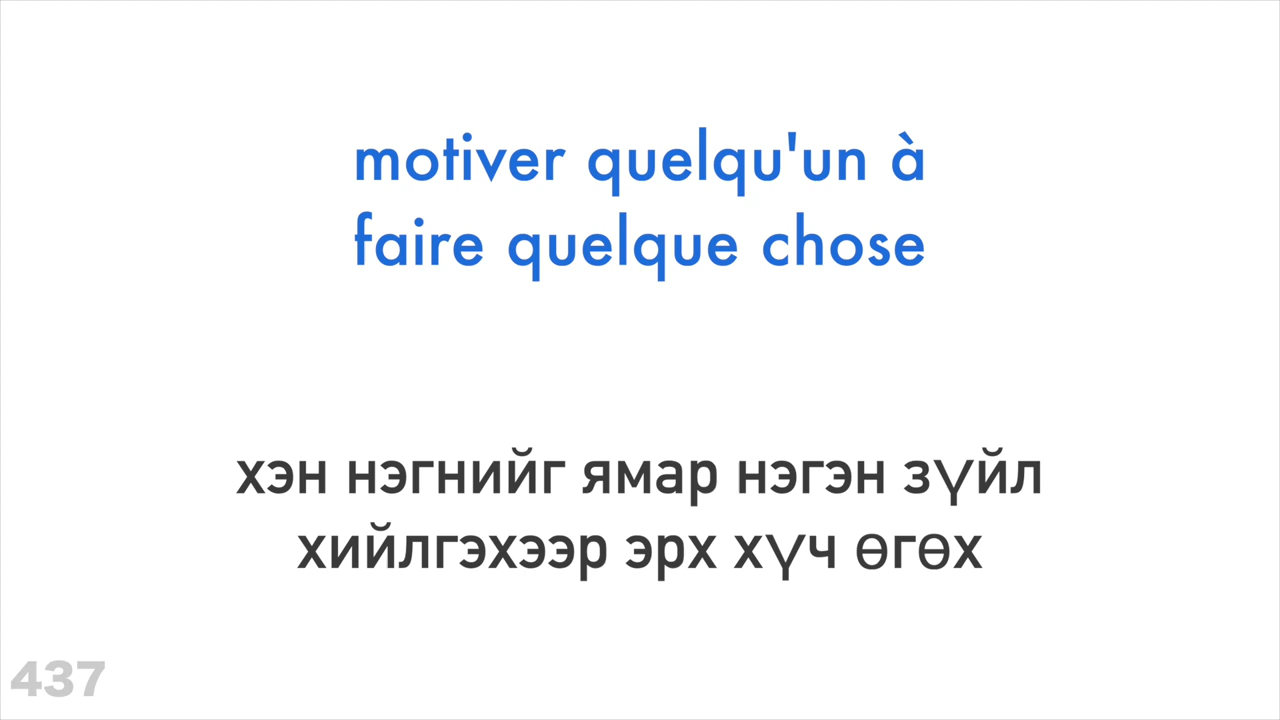 motiver quelqu'un à
faire quelque chose
хэн нэгнийг ямар нэгэн зүйл
хийлгэхээр эрх хүч өгөх
437